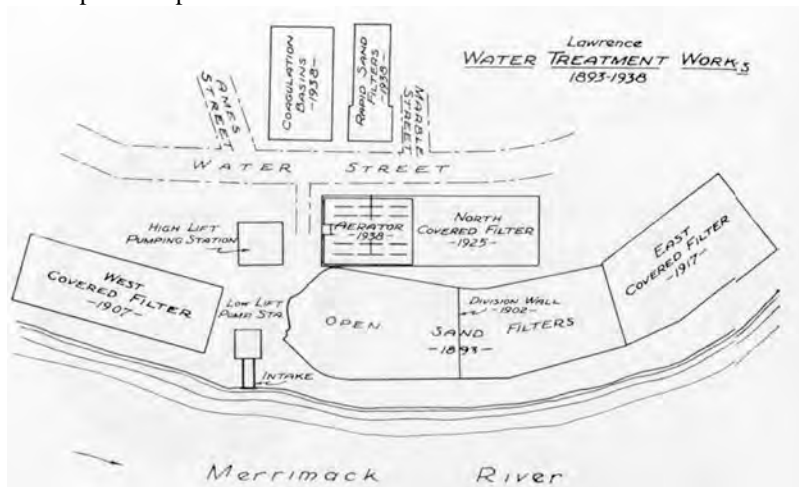 Lawrence
WATER TREATMENT WORKS
1893-1938
COAGULATION
BASINS
-1938-
RAPID SAND
FILTERS
-1938-
AMES
STREET
MARBLE
STREET
WATER STREET
HIGH LIFT
PUMPING STATION
AERATOR
-1938-
NORTH
COVERED FILTER
-1925-
EAST
COVERED FILTER
-1917-
WEST
COVERED FILTER
-1907-
LOW LIFT
PUMP STA.
OPEN
SAND FILTERS
-1893-
DIVISION WALL
-1902-
INTAKE
Merrimack River